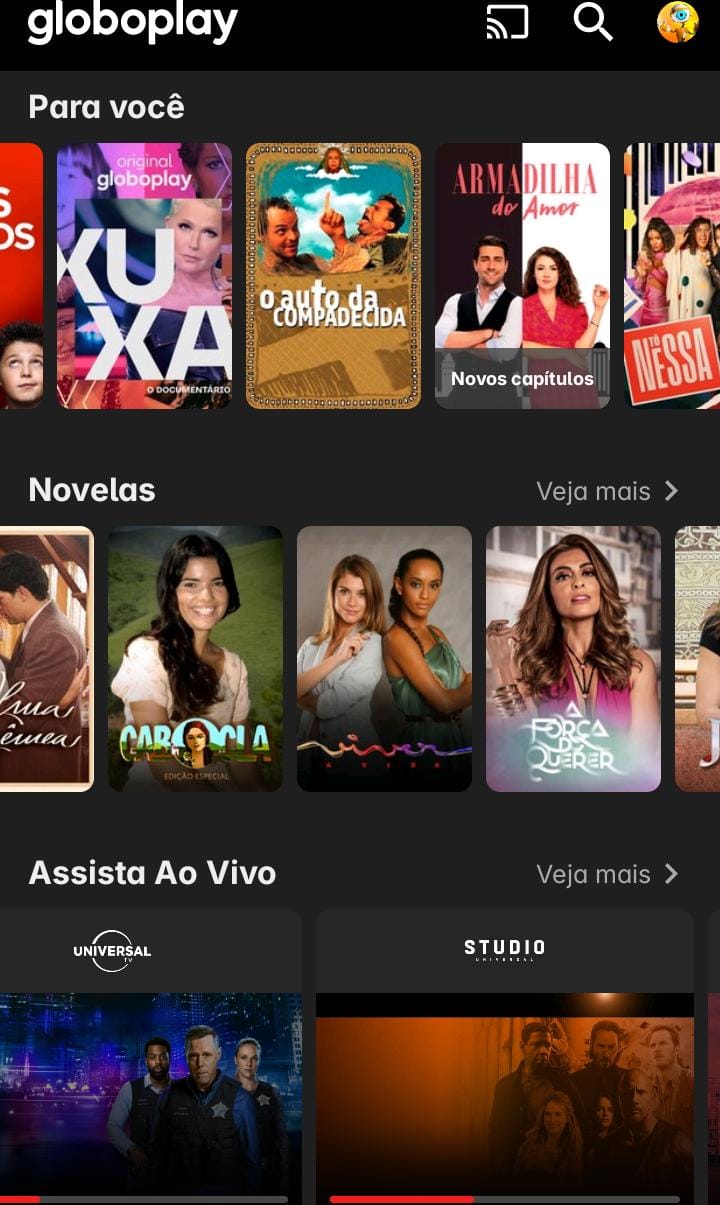 globoplay
Para você
S
OS
original
globoplay
XU
XA
O DOCUMENTÁRIO
o auto da
COMPADECIDA
ARMADILHA
do Amor
Novos capítulos
TÔ
NESSA
Novelas
Veja mais
Alma
Gêmea
CABOCLA
EDIÇÃO ESPECIAL
viver
A VIDA
A
FORÇA
DO
QUERER
J
Assista Ao Vivo
Veja mais
UNIVERSAL
TV
STUDIO
UNIVERSAL